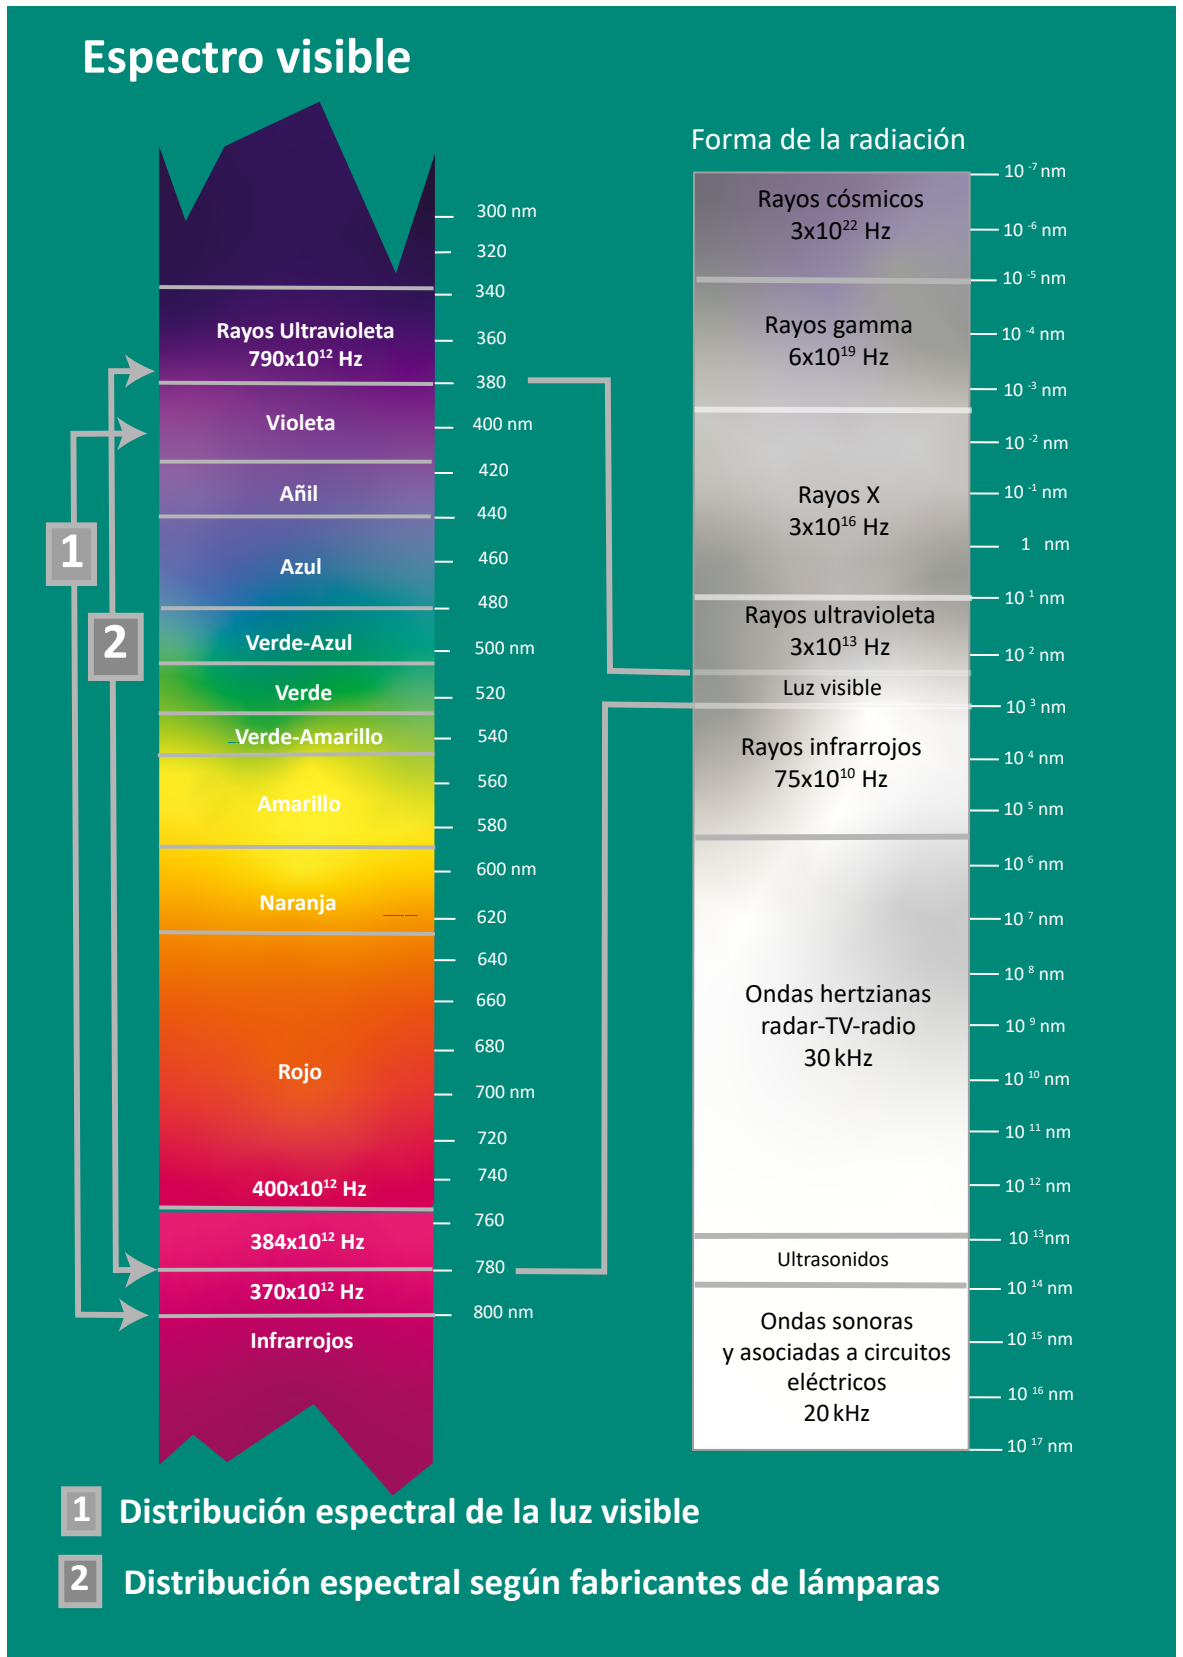 Espectro visible
300 nm
320
340
Rayos Ultravioleta
790x10¹² Hz
360
380
Violeta
400 nm
420
Añil
440
Azul
460
480
Verde-Azul
500 nm
Verde
520
Verde-Amarillo
540
560
Amarillo
580
600 nm
Naranja
620
640
660
680
Rojo
700 nm
720
740
400x10¹² Hz
760
384x10¹² Hz
780
370x10¹² Hz
800 nm
Infrarrojos
1
2
Forma de la radiación
10⁻⁷ nm
Rayos cósmicos
3x10²² Hz
10⁻⁶ nm
10⁻⁵ nm
Rayos gamma
6x10¹⁹ Hz
10⁻⁴ nm
10⁻³ nm
10⁻² nm
Rayos X
3x10¹⁶ Hz
10⁻¹ nm
1 nm
10¹ nm
Rayos ultravioleta
3x10¹³ Hz
10² nm
Luz visible
10³ nm
Rayos infrarrojos
75x10¹⁰ Hz
10⁴ nm
10⁵ nm
10⁶ nm
10⁷ nm
10⁸ nm
Ondas hertzianas
radar-TV-radio
30 kHz
10⁹ nm
10¹⁰ nm
10¹¹ nm
10¹² nm
10¹³nm
Ultrasonidos
10¹⁴ nm
Ondas sonoras
y asociadas a circuitos
eléctricos
20 kHz
10¹⁵ nm
10¹⁶ nm
10¹⁷ nm
1 Distribución espectral de la luz visible
2 Distribución espectral según fabricantes de lámparas